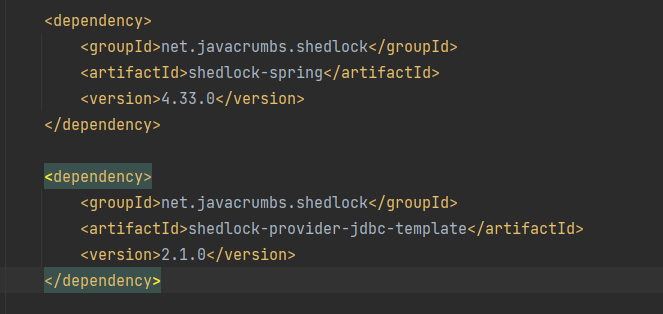 <dependency>
<groupId>net.javacrumbs.shedlock</groupId>
<artifactId>shedlock-spring</artifactId>
<version>4.33.0</version>
</dependency>
<dependency>
<groupId>net.javacrumbs.shedlock</groupId>
<artifactId>shedlock-provider-jdbc-template</artifactId>
<version>2.1.0</version>
</dependency>